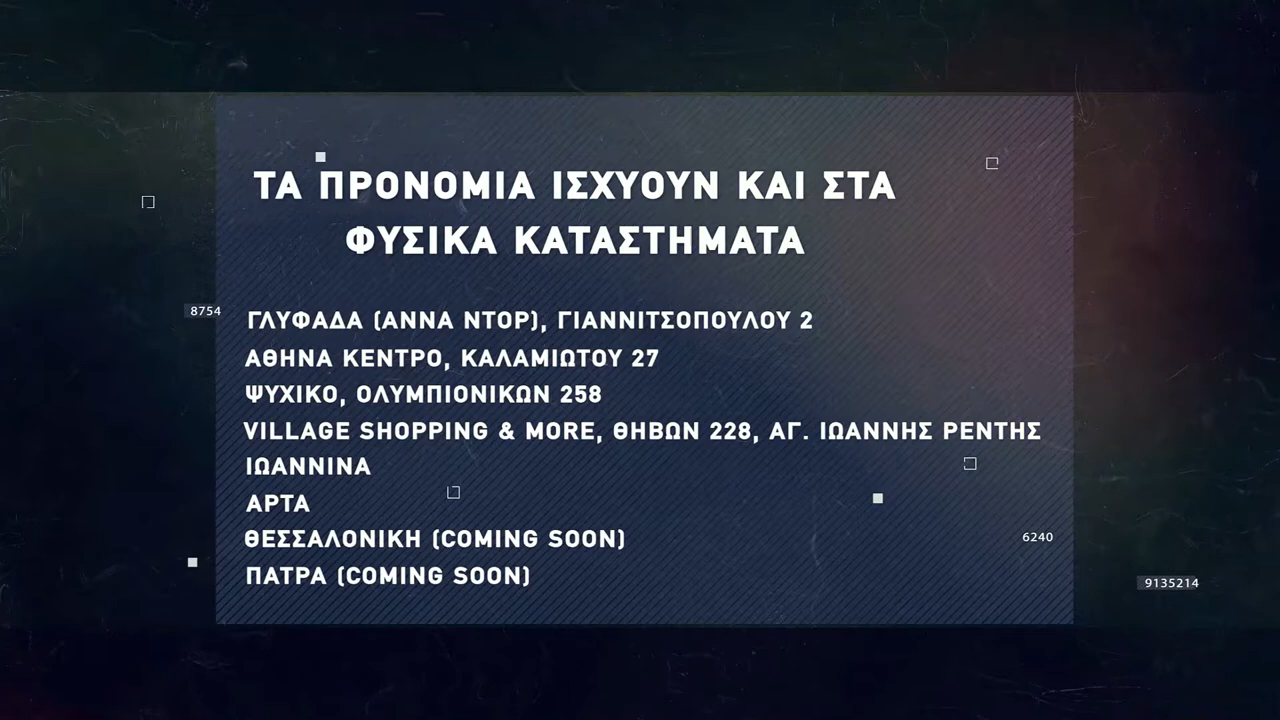 ΤΑ ΠΡΟΝΟΜΙΑ ΙΣΧΥΟΥΝ ΚΑΙ ΣΤΑ
ΦΥΣΙΚΑ ΚΑΤΑΣΤΗΜΑΤΑ
8754
ΓΛΥΦΑΔΑ (ΑΝΝΑ ΝΤΟΡ), ΓΙΑΝΝΙΤΣΟΠΟΥΛΟΥ 2
ΑΘΗΝΑ ΚΕΝΤΡΟ, ΚΑΛΑΜΙΩΤΟΥ 27
ΨΥΧΙΚΟ, ΟΛΥΜΠΙΟΝΙΚΩΝ 258
VILLAGE SHOPPING & MORE, ΘΗΒΩΝ 228, ΑΓ. ΙΩΑΝΝΗΣ ΡΕΝΤΗΣ
ΙΩΑΝΝΙΝΑ
ΑΡΤΑ
ΘΕΣΣΑΛΟΝΙΚΗ (COMING SOON)
6240
ΠΑΤΡΑ (COMING SOON)
9135214